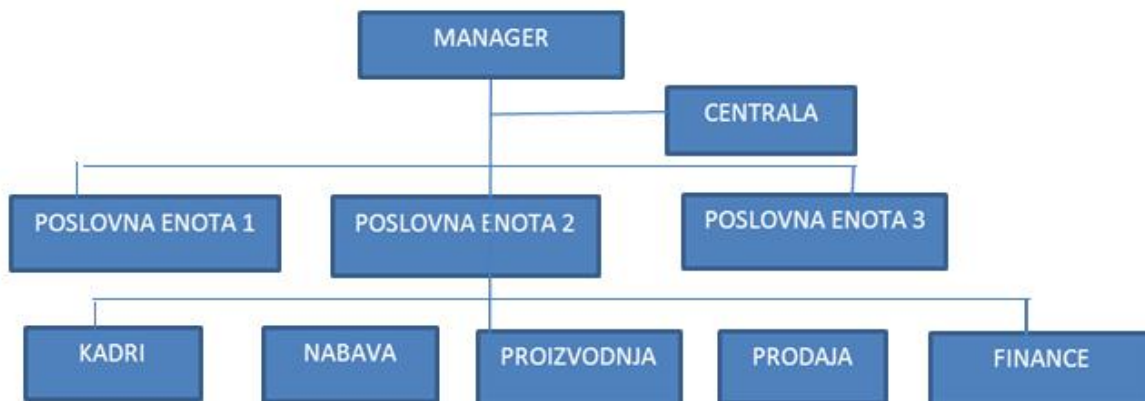 MANAGER
CENTRALA
POSLOVNA ENOTA 1
POSLOVNA ENOTA 2
POSLOVNA ENOTA 3
KADRI
NABAVA
PROIZVODNJA
PRODAJA
FINANCE